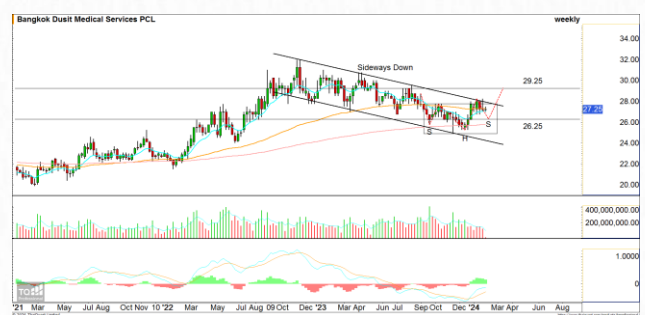 Bangkok Dusit Medical Services PCL
weekly
34.00
Sideways Down
32.00
30.00
29.25
28.00
27.25
26.25
26.00
S
H
S
24.00
22.00
20.00
400,000,000.00
200,000,000.00
1.0000
0
'21 Mar May Jul Aug Oct Nov 10 '22 Mar May Jul Aug 09 Oct Dec '23 Mar Apr Jun Jul Sep Oct Dec '24 Mar Apr Jun Aug